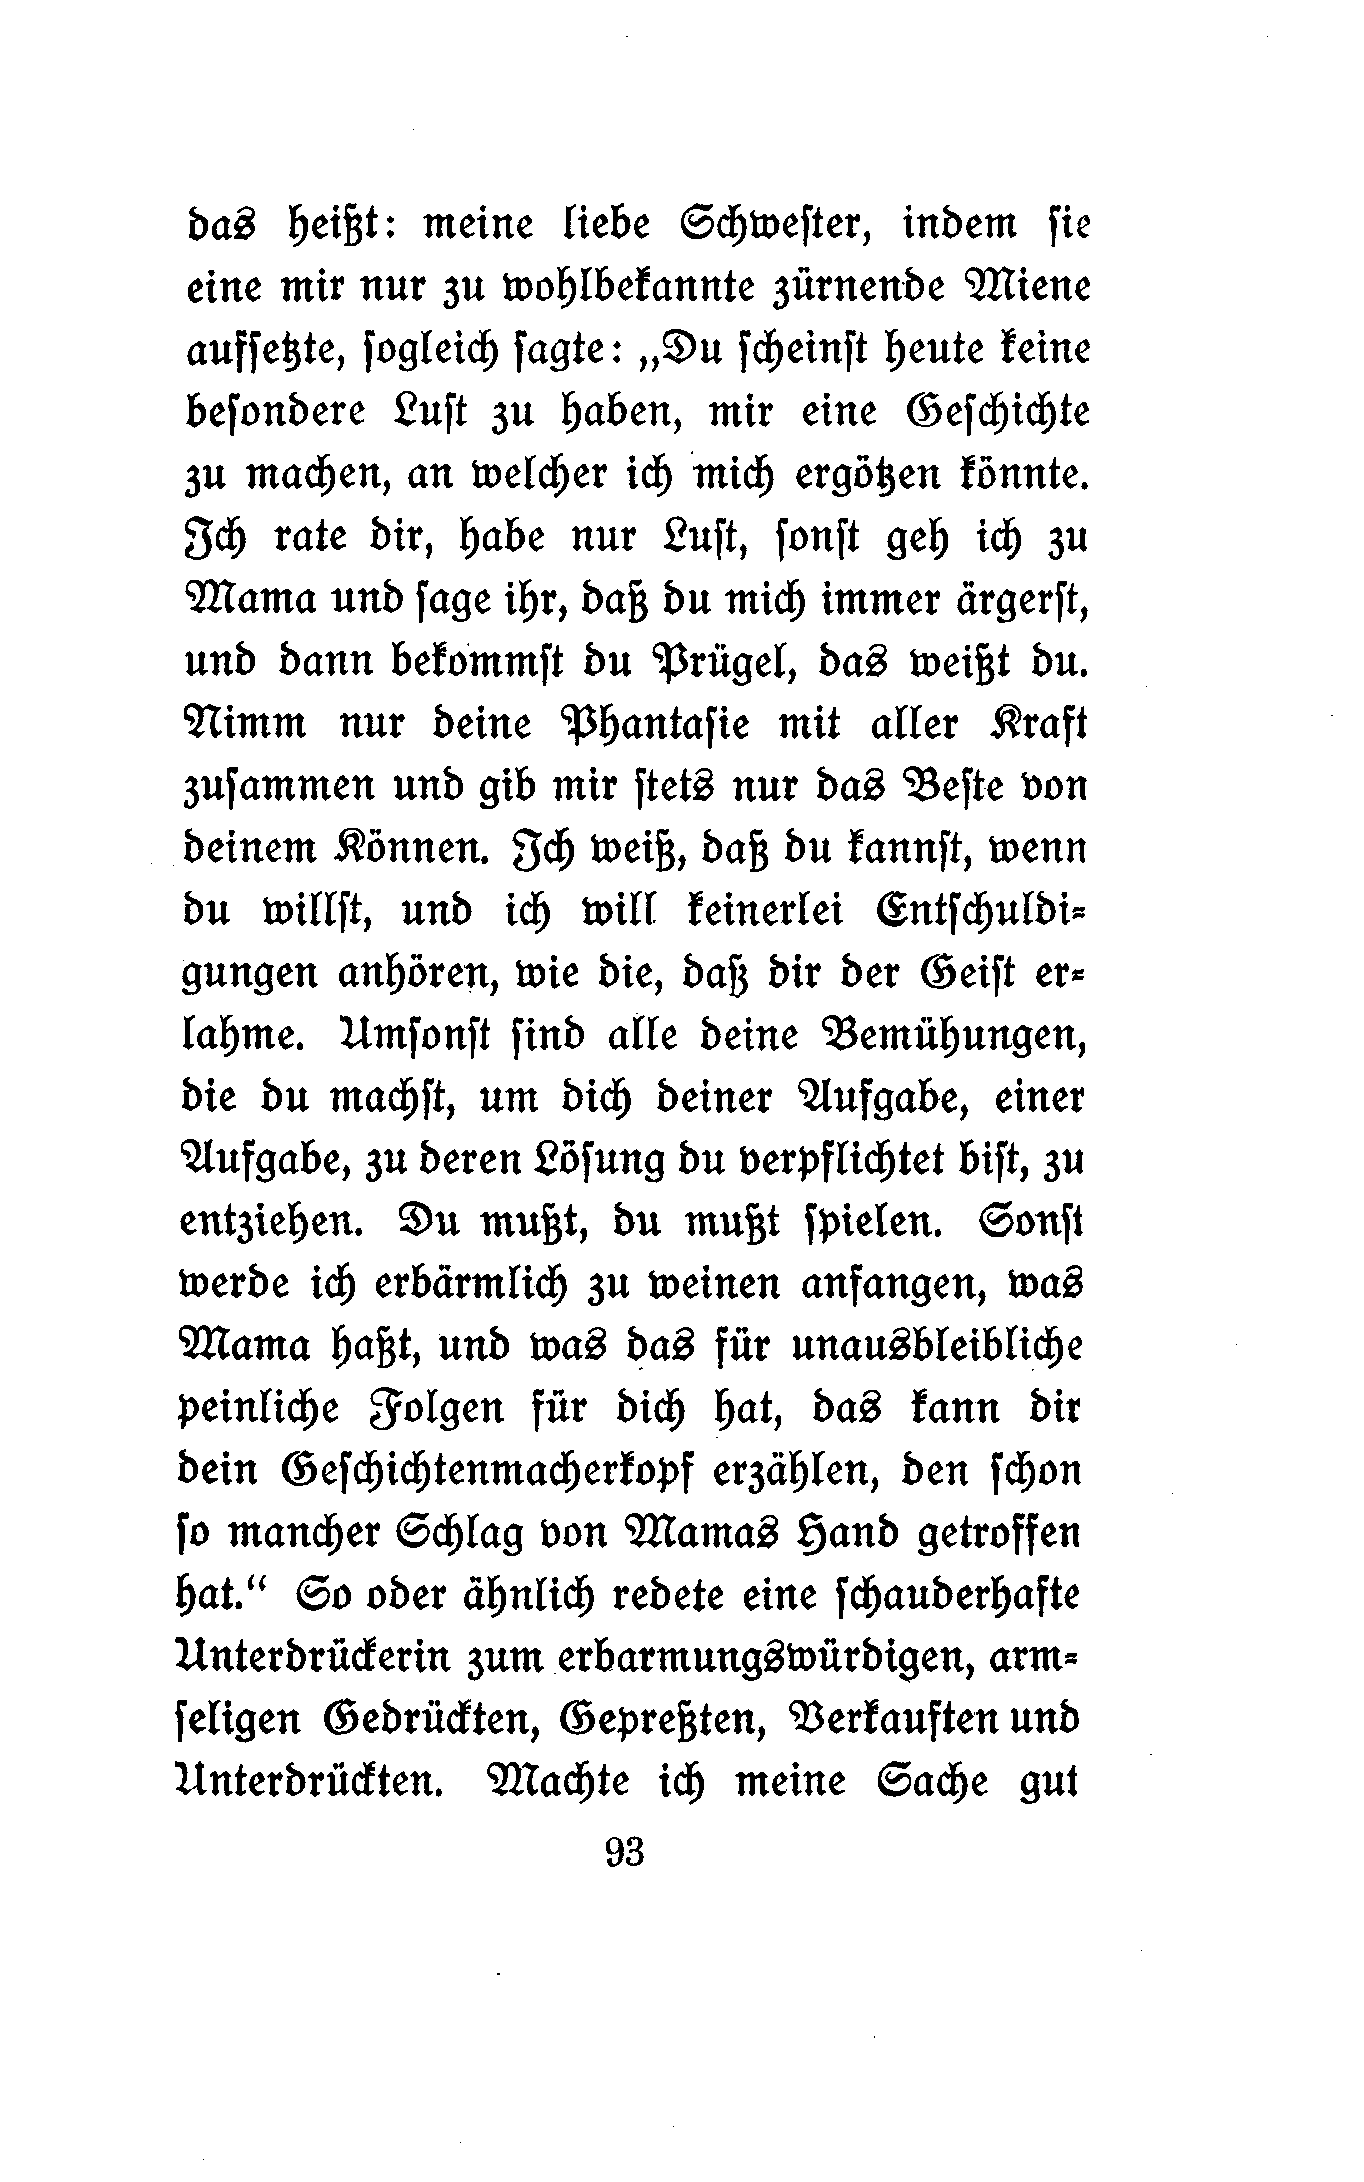 das heißt: meine liebe Schwester, indem sie
eine mir nur zu wohlbekannte zürnende Miene
aufsetzte, sogleich sagte: „Du scheinst heute keine
besondere Lust zu haben, mir eine Geschichte
zu machen, an welcher ich mich ergötzen könnte.
Ich rate dir, habe nur Lust, sonst geh ich zu
Mama und sage ihr, daß du mich immer ärgerst,
und dann bekommst du Prügel, das weißt du.
Nimm nur deine Phantasie mit aller Kraft
zusammen und gib mir stets nur das Beste von
deinem Können. Ich weiß, daß du kannst, wenn
du willst, und ich will keinerlei Entschuldi-
gungen anhören, wie die, daß dir der Geist er-
lahme. Umsonst sind alle deine Bemühungen,
die du machst, um dich deiner Aufgabe, einer
Aufgabe, zu deren Lösung du verpflichtet bist, zu
entziehen. Du mußt, du mußt spielen. Sonst
werde ich erbärmlich zu weinen anfangen, was
Mama haßt, und was das für unausbleibliche
peinliche Folgen für dich hat, das kann dir
dein Geschichtenmacherkopf erzählen, den schon
so mancher Schlag von Mamas Hand getroffen
hat.“ So oder ähnlich redete eine schauderhafte
Unterdrückerin zum erbarmungswürdigen, arm-
seligen Gedrückten, Gepreßten, Verkauften und
Unterdrückten. Machte ich meine Sache gut
93